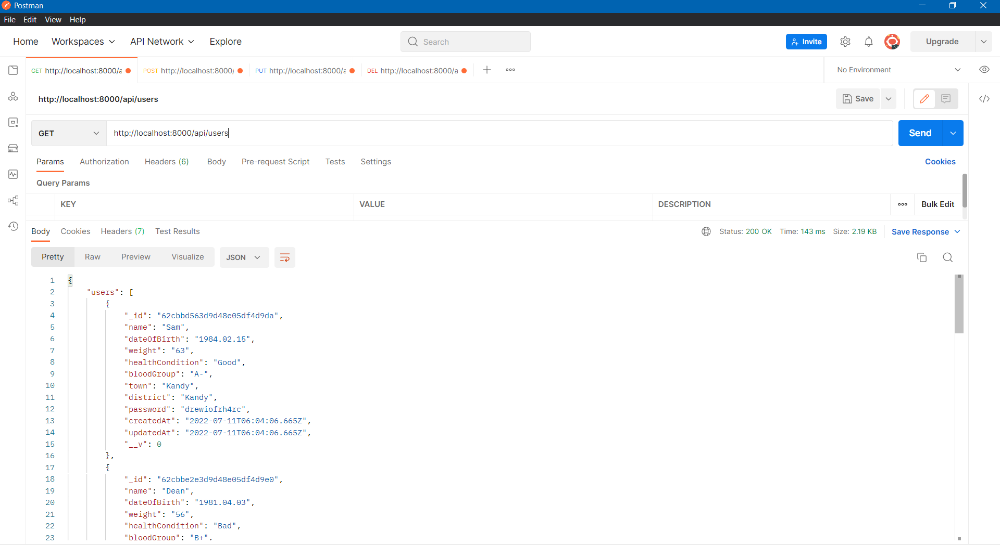 Postman
File Edit View Help
Home Workspaces API Network Explore Search Invite Upgrade
GET http://localhost:8000/a POST http://localhost:8000/ PUT http://localhost:8000/a DEL http://localhost:8000/a No Environment
http://localhost:8000/api/users Save
GET http://localhost:8000/api/users Send
Params Authorization Headers (6) Body Pre-request Script Tests Settings Cookies
Query Params
KEY VALUE DESCRIPTION Bulk Edit
Body Cookies Headers (7) Test Results Status: 200 OK Time: 143 ms Size: 2.19 KB Save Response
Pretty Raw Preview Visualize JSON
1 {
2 "users": [
3 {
4 "_id": "62cbbd563d9d48e05df4d9da",
5 "name": "Sam",
6 "dateOfBirth": "1984.02.15",
7 "weight": "63",
8 "healthCondition": "Good",
9 "bloodGroup": "A-",
10 "town": "Kandy",
11 "district": "Kandy",
12 "password": "drewiofrh4rc",
13 "createdAt": "2022-07-11T06:04:06.665Z",
14 "updatedAt": "2022-07-11T06:04:06.665Z",
15 "__v": 0
16 },
17 {
18 "_id": "62cbbe2e3d9d48e05df4d9e0",
19 "name": "Dean",
20 "dateOfBirth": "1981.04.03",
21 "weight": "56",
22 "healthCondition": "Bad",
23 "bloodGroup": "B+",